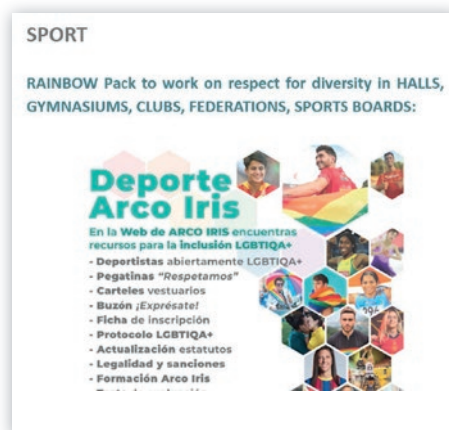 SPORT
RAINBOW Pack to work on respect for diversity in HALLS,
GYMNASIUMS, CLUBS, FEDERATIONS, SPORTS BOARDS:
Deporte
Arco Iris
En la Web de ARCO IRIS encuentras
recursos para la inclusión LGBTIQA+
- Deportistas abiertamente LGBTIQA+
- Pegatinas "Respetamos"
- Carteles vestuarios
- Buzón ¡Exprésate!
- Ficha de inscripción
- Protocolo LGBTIQA+
- Actualización estatutos
- Legalidad y sanciones
- Formación Arco Iris